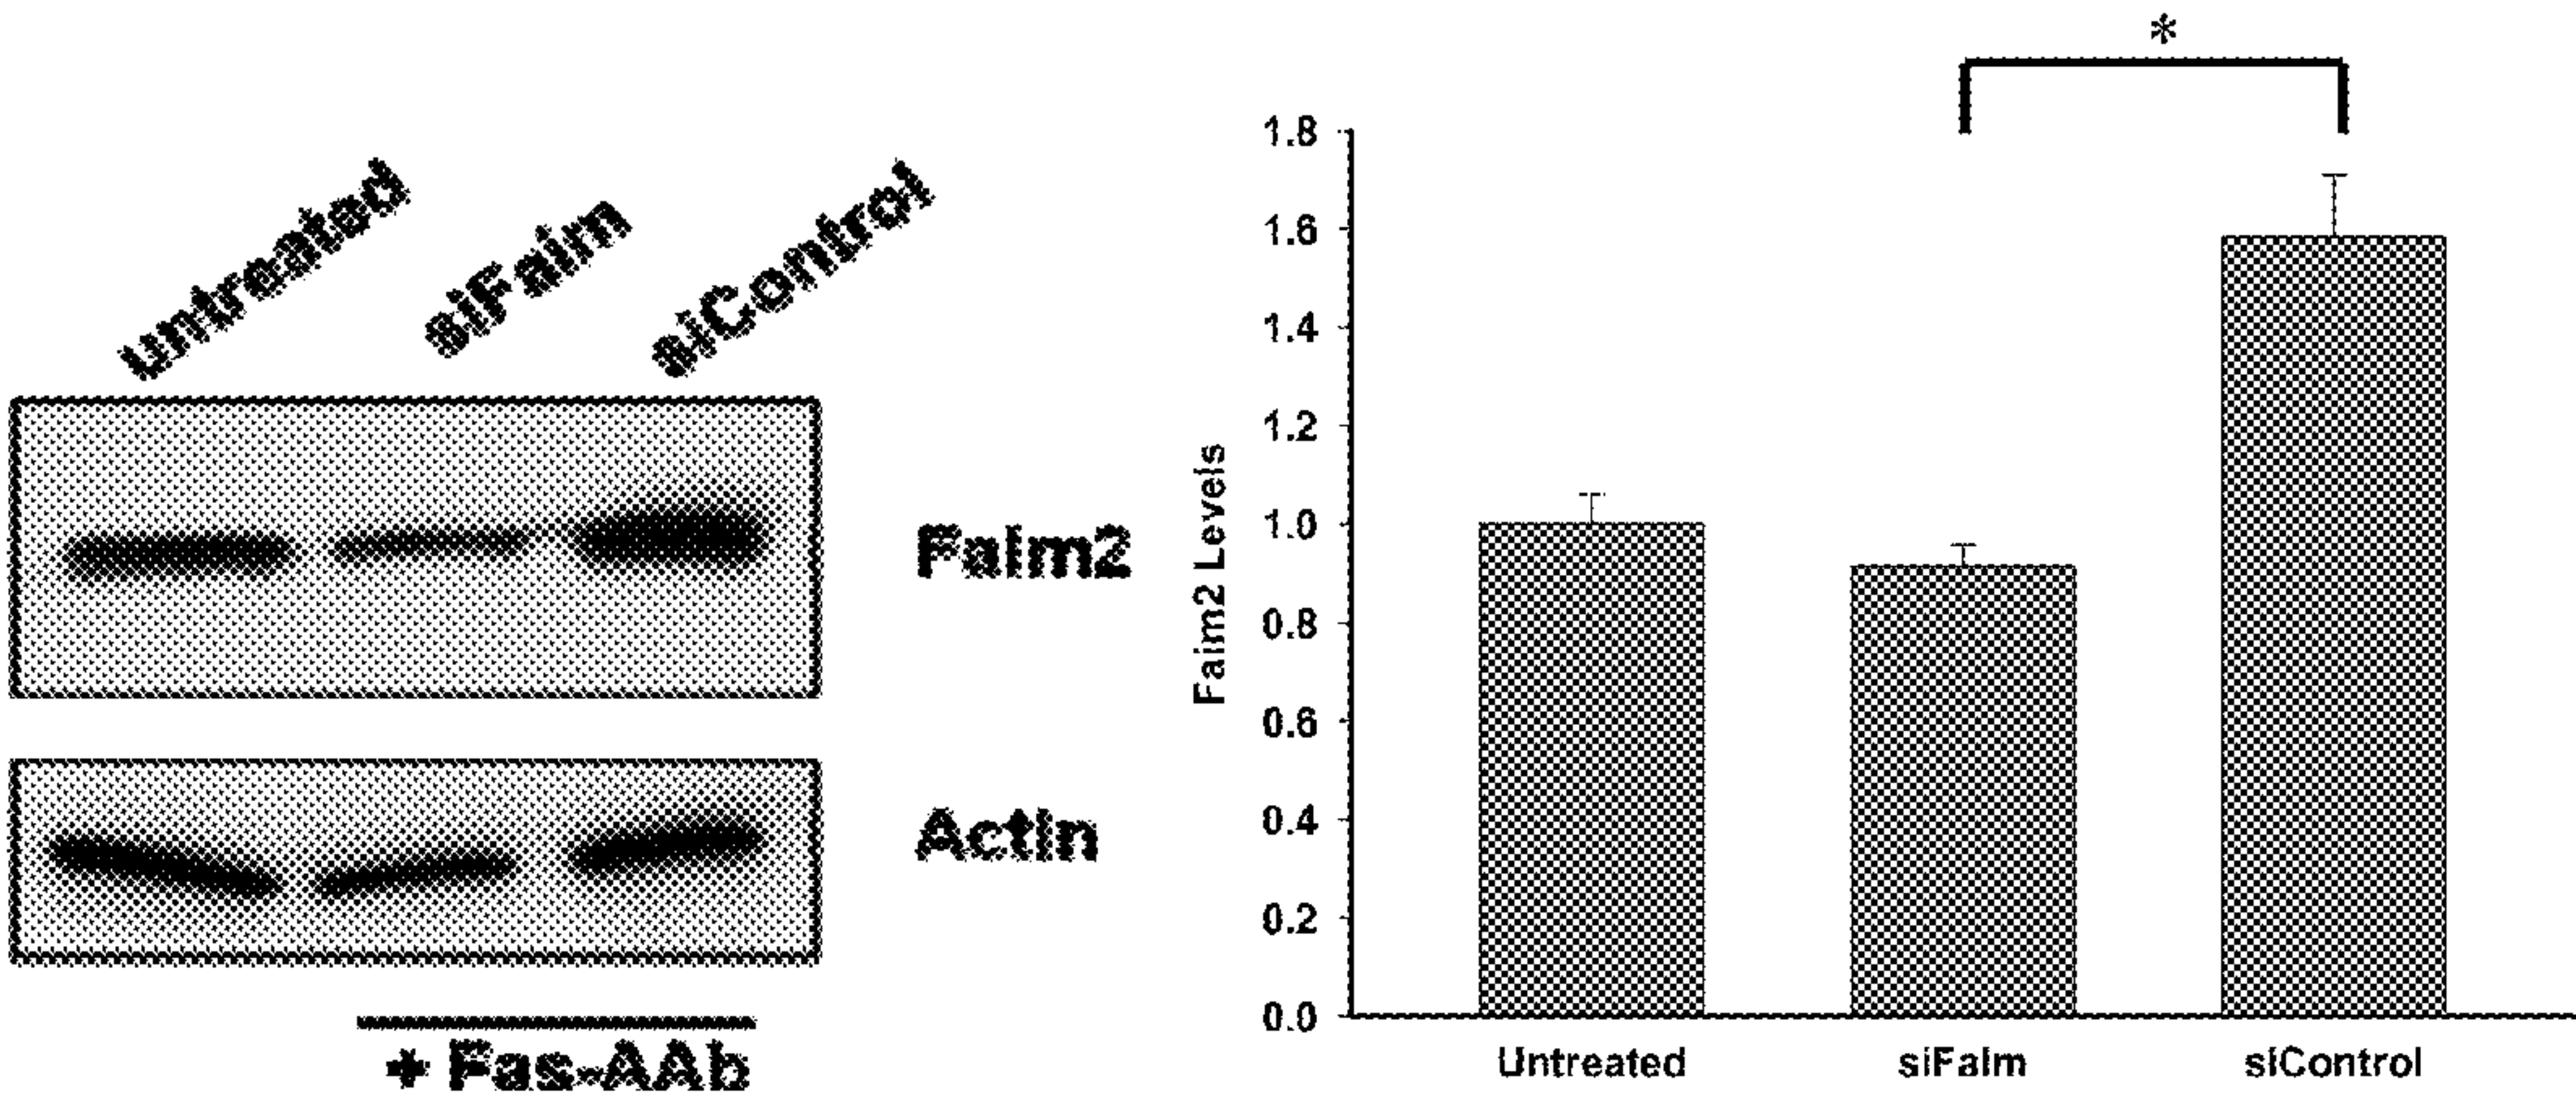 untreated
siFaim
siControl
Faim2
Actin
+ Fas-AAb
*
1.8
1.6
1.4
1.2
1.0
0.8
0.6
0.4
0.2
0.0
Faim2 Levels
Untreated
siFaim
siControl